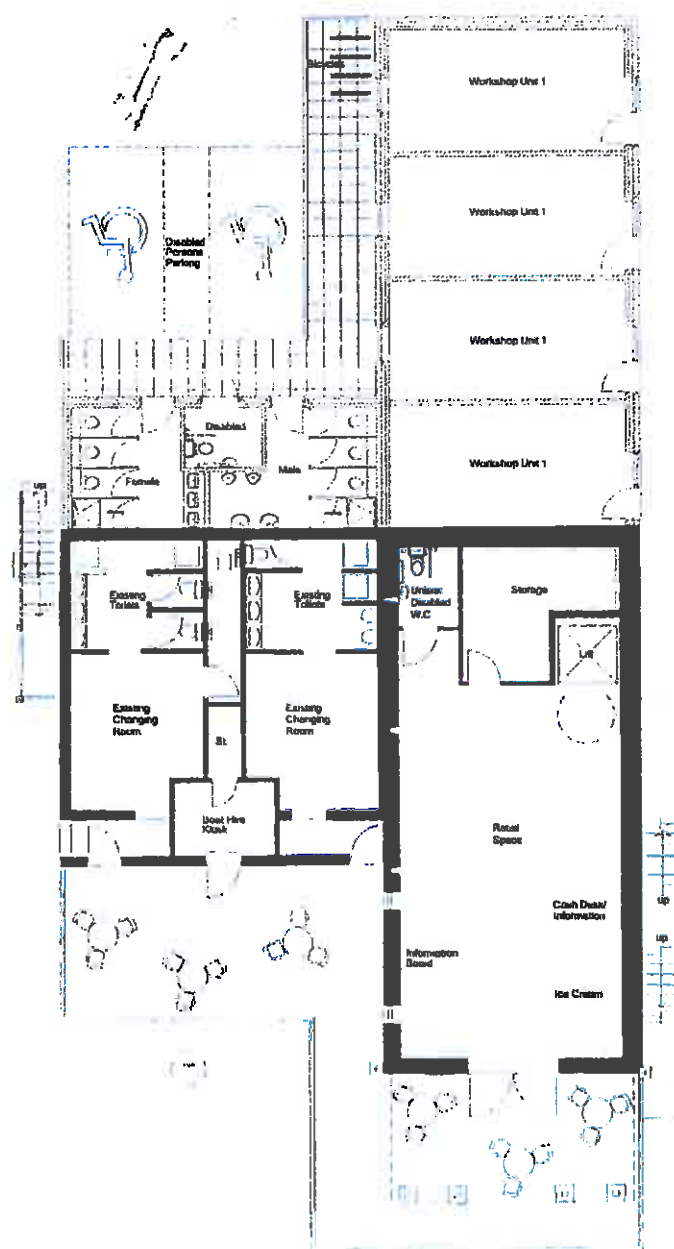 Bicycles
Workshop Unit 1
Workshop Unit 1
Disabled
Persons
Parking
Workshop Unit 1
Disabled
Male
Female
Workshop Unit 1
up
Existing
Toilets
Existing
Toilets
Unisex
Disabled
W.C
Storage
Lift
Existing
Changing
Room
St.
Existing
Changing
Room
Boat Hire
Kiosk
Retail
Space
Cash Desk/
Information
up
up
Information
Board
Ice Cream